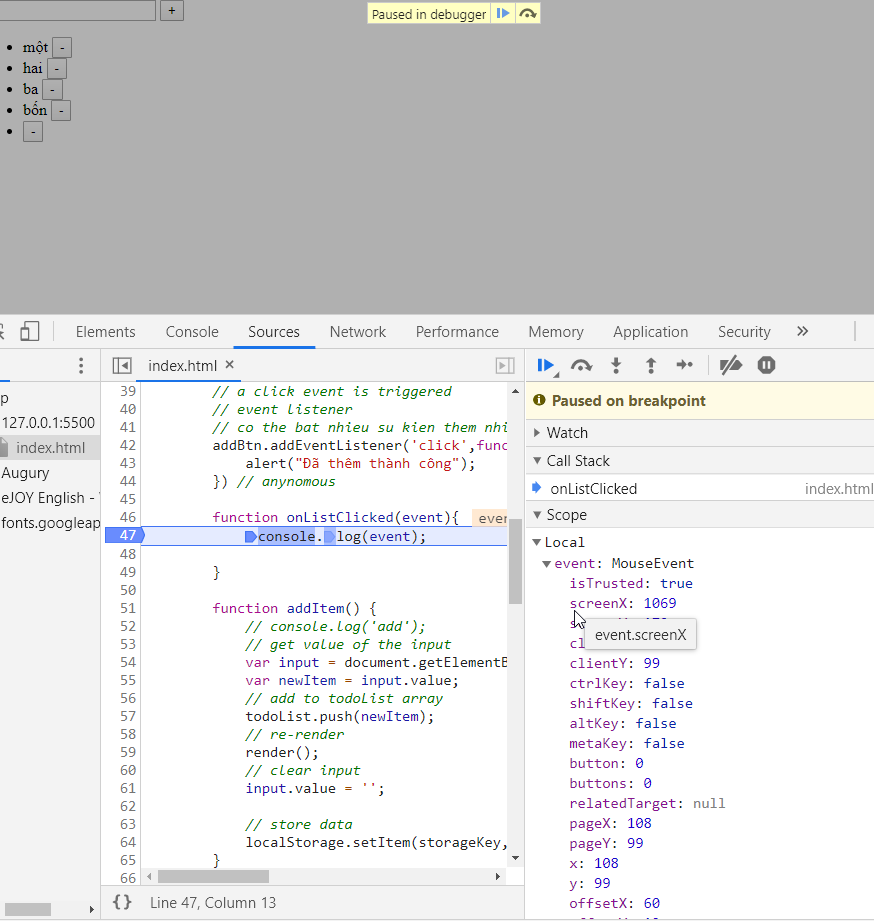 +
Paused in debugger
một -
hai -
ba -
bốn -
-
Elements Console Sources Network Performance Memory Application Security »
index.html ×
p
127.0.0.1:5500
index.html
Augury
eJOY English -
fonts.googleap
39 // a click event is triggered
40 // event listener
41 // co the bat nhieu su kien them nhi
42 addBtn.addEventListener('click',func
43 alert("Đã thêm thành công");
44 }) // anynomous
45
46 function onListClicked(event){ even
47 console.log(event);
48
49 }
50
51 function addItem() {
52 // console.log('add');
53 // get value of the input
54 var input = document.getElementB
55 var newItem = input.value;
56 // add to todoList array
57 todoList.push(newItem);
58 // re-render
59 render();
60 // clear input
61 input.value = '';
62
63 // store data
64 localStorage.setItem(storageKey,
65 }
66
{} Line 47, Column 13
Paused on breakpoint
Watch
Call Stack
onListClicked index.html
Scope
Local
event: MouseEvent
isTrusted: true
screenX: 1069
event.screenX
cl
clientY: 99
ctrlKey: false
shiftKey: false
altKey: false
metaKey: false
button: 0
buttons: 0
relatedTarget: null
pageX: 108
pageY: 99
x: 108
y: 99
offsetX: 60